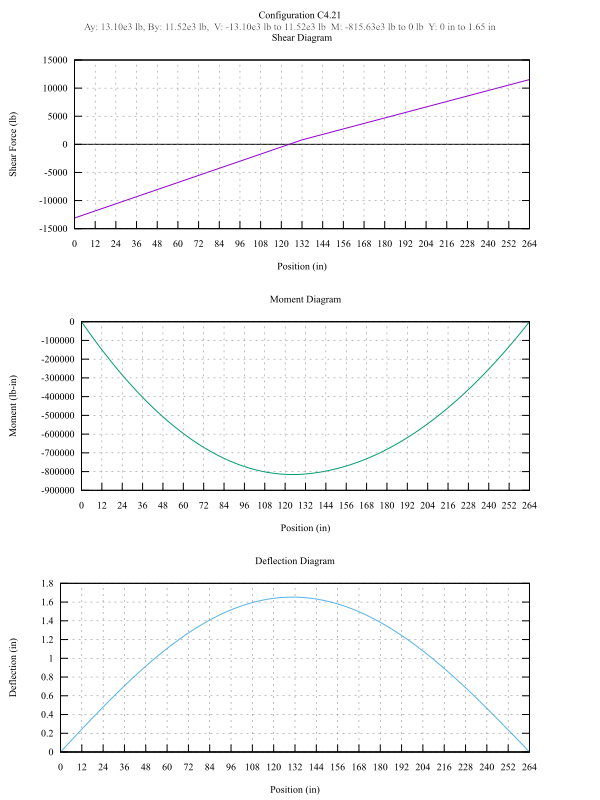 Configuration C4.21
Ay: 13.10e3 lb, By: 11.52e3 lb, V: -13.10e3 lb to 11.52e3 lb M: -815.63e3 lb to 0 lb Y: 0 in to 1.65 in
Shear Diagram
15000
10000
5000
0
-5000
-10000
-15000
Shear Force (lb)
0 12 24 36 48 60 72 84 96 108 120 132 144 156 168 180 192 204 216 228 240 252 264
Position (in)
Moment Diagram
0
-100000
-200000
-300000
-400000
-500000
-600000
-700000
-800000
-900000
Moment (lb-in)
0 12 24 36 48 60 72 84 96 108 120 132 144 156 168 180 192 204 216 228 240 252 264
Position (in)
Deflection Diagram
1.8
1.6
1.4
1.2
1
0.8
0.6
0.4
0.2
0
Deflection (in)
0 12 24 36 48 60 72 84 96 108 120 132 144 156 168 180 192 204 216 228 240 252 264
Position (in)